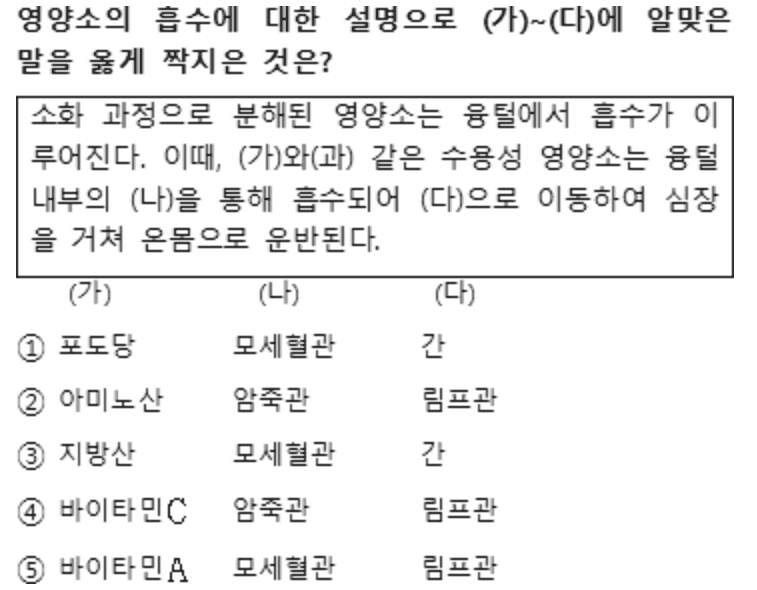 영양소의 흡수에 대한 설명으로 (가)~(다)에 알맞은
말을 옳게 짝지은 것은?
소화 과정으로 분해된 영양소는 융털에서 흡수가 이
루어진다. 이때, (가)와(과) 같은 수용성 영양소는 융털
내부의 (나)을 통해 흡수되어 (다)으로 이동하여 심장
을 거쳐 온몸으로 운반된다.
(가) (나) (다)
① 포도당 모세혈관 간
② 아미노산 암죽관 림프관
③ 지방산 모세혈관 간
④ 바이타민C 암죽관 림프관
⑤ 바이타민A 모세혈관 림프관